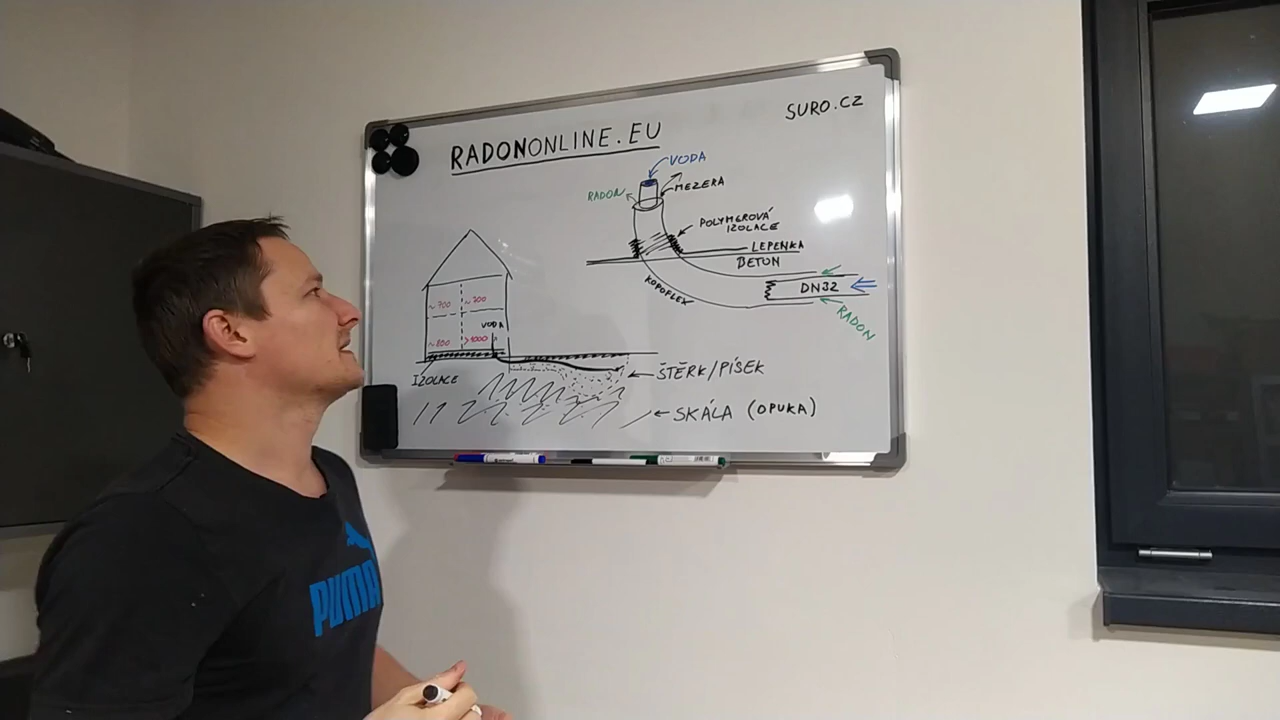 SURO.CZ
RADONONLINE.EU
VODA
RADON
MEZERA
POLYMEROVÁ
IZOLACE
LEPENKA
BETON
KOPOFLEX
DN32
RADON
~700
~700
VODA
~800
>1000
IZOLACE
ŠTĚRK/PÍSEK
SKÁLA (OPUKA)
PUMA